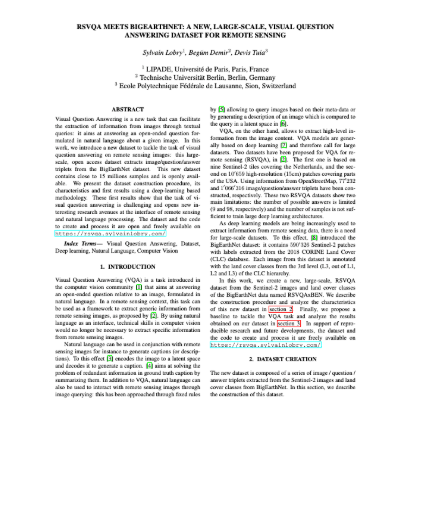 RSVQA MEETS BIGEARTHNET: A NEW, LARGE-SCALE, VISUAL QUESTION
ANSWERING DATASET FOR REMOTE SENSING
Sylvain Lobry1, Begüm Demir2, Devis Tuia3
1 LIPADE, Université de Paris, Paris, France
2 Technische Universität Berlin, Berlin, Germany
3 Ecole Polytechnique Fédérale de Lausanne, Sion, Switzerland
ABSTRACT
Visual Question Answering is a new task that can facilitate
the extraction of information from images through textual
queries: it aims at answering an open-ended question for-
mulated in natural language about a given image. In this
work, we introduce a new dataset to tackle the task of vi-
sual question answering on remote sensing images: this large-
scale, open access dataset extracts image/question/answer
triplets from the BigEarthNet dataset. This new dataset
contains close to 15 millions samples and is openly avail-
able. We present the dataset construction procedure, its
characteristics and first results using a deep-learning based
methodology. These first results show that the task of vi-
sual question answering is challenging and opens new in-
teresting research avenues at the interface of remote sensing
and natural language processing. The dataset and the code
to create and process it are open and freely available on
https://rsvqa.sylvainlobry.com/
Index Terms— Visual Question Answering, Dataset,
Deep learning, Natural Language, Computer Vision
1. INTRODUCTION
Visual Question Answering (VQA) is a task introduced in
the computer vision community [1] that aims at answering
an open-ended question relative to an image, formulated in
natural language. In a remote sensing context, this task can
be used as a framework to extract generic information from
remote sensing images, as proposed by [2]. By using natural
language as an interface, technical skills in computer vision
would no longer be necessary to extract specific information
from remote sensing images.
Natural language can be used in conjunction with remote
sensing images for instance to generate captions (or descrip-
tions). To this effect [3] encodes the image to a latent space
and decodes it to generate a caption. [4] aims at solving the
problem of redundant information in ground truth caption by
summarizing them. In addition to VQA, natural language can
also be used to interact with remote sensing images through
image querying: this has been approached through fixed rules
by [5] allowing to query images based on their meta data or
by generating a description of an image which is compared to
the query in a latent space in [6].
VQA, on the other hand, allows to extract high-level in-
formation from the image content. VQA models are gener-
ally based on deep learning [7] and therefore call for large
datasets. Two datasets have been proposed for VQA for re-
mote sensing (RSVQA), in [2]. The first one is based on
nine Sentinel-2 tiles covering the Netherlands, and the sec-
ond on 10'659 high-resolution (15cm) patches covering parts
of the USA. Using information from OpenStreetMap, 77'232
and 1'066'316 image/question/answer triplets have been con-
structed, respectively. These two RSVQA datasets show two
main limitations: the number of possible answers is limited
(9 and 98, respectively) and the number of samples is not suf-
ficient to train large deep learning architectures.
As deep learning models are being increasingly used to
extract information from remote sensing data, there is a need
for large-scale datasets. To this effect, [8] introduced the
BigEarthNet dataset: it contains 590'326 Sentinel-2 patches
with labels extracted from the 2018 CORINE Land Cover
(CLC) database. Each image from this dataset is annotated
with the land cover classes from the 3rd level (L3, out of L1,
L2 and L3) of the CLC hierarchy.
In this work, we create a new, large-scale, RSVQA
dataset from the Sentinel-2 images and land cover classes
of the BigEarthNet data named RSVQAxBEN. We describe
the construction procedure and analyze the characteristics
of this new dataset in section 2. Finally, we propose a
baseline to tackle the VQA task and analyze the results
obtained on our dataset in section 3. To support of repro-
ducible research and future developments, the dataset and
the code to create and process it are freely available on
https://rsvqa.sylvainlobry.com/.
2. DATASET CREATION
The new dataset is composed of a series of image / question /
answer triplets extracted from the Sentinel-2 images and land
cover classes from BigEarthNet. In this section, we describe
the construction of this dataset.